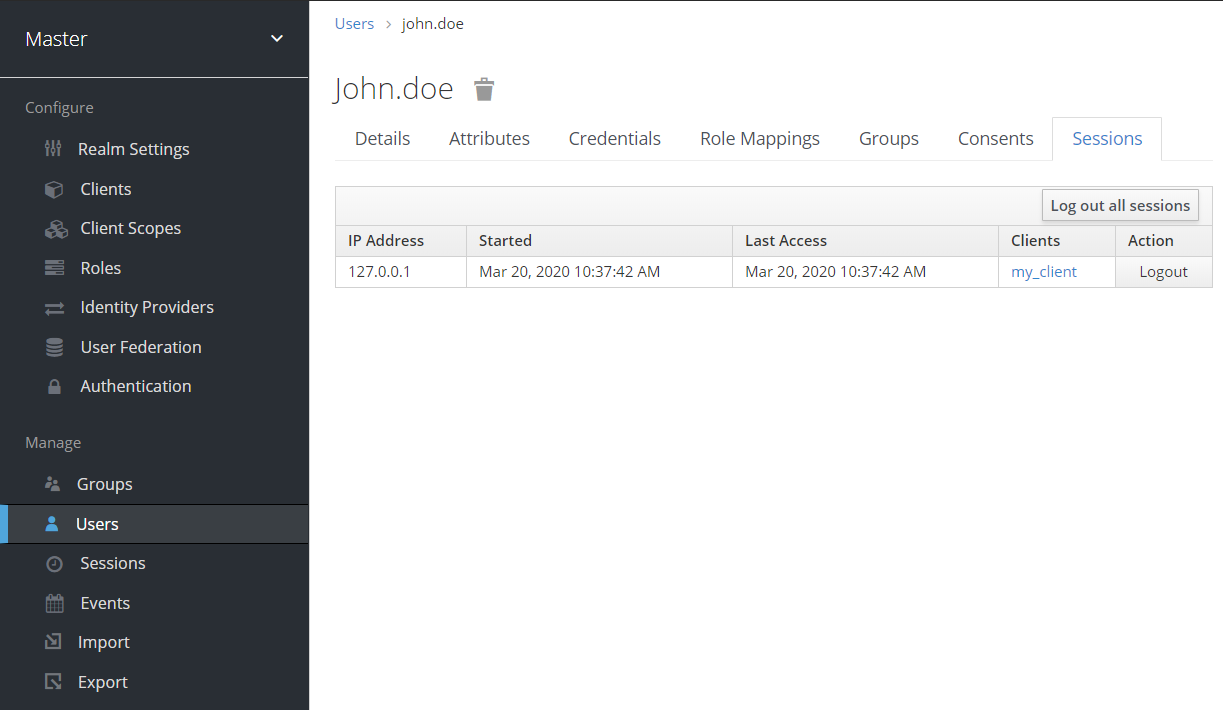 Master
Configure
Realm Settings
Clients
Client Scopes
Roles
Identity Providers
User Federation
Authentication
Manage
Groups
Users
Sessions
Events
Import
Export
Users > john.doe
John.doe
Details Attributes Credentials Role Mappings Groups Consents Sessions
Log out all sessions
IP Address Started Last Access Clients Action
127.0.0.1 Mar 20, 2020 10:37:42 AM Mar 20, 2020 10:37:42 AM my_client Logout